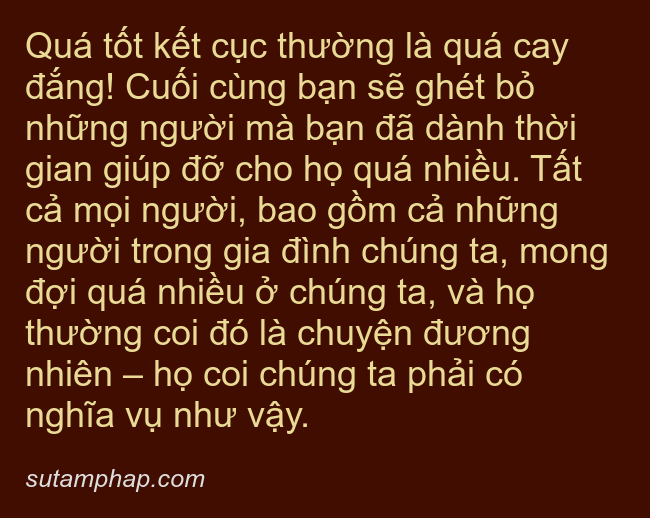 Quá tốt kết cục thường là quá cay
đắng! Cuối cùng bạn sẽ ghét bỏ
những người mà bạn đã dành thời
gian giúp đỡ cho họ quá nhiều. Tất
cả mọi người, bao gồm cả những
người trong gia đình chúng ta, mong
đợi quá nhiều ở chúng ta, và họ
thường coi đó là chuyện đương
nhiên – họ coi chúng ta phải có
nghĩa vụ như vậy.
sutamphap.com